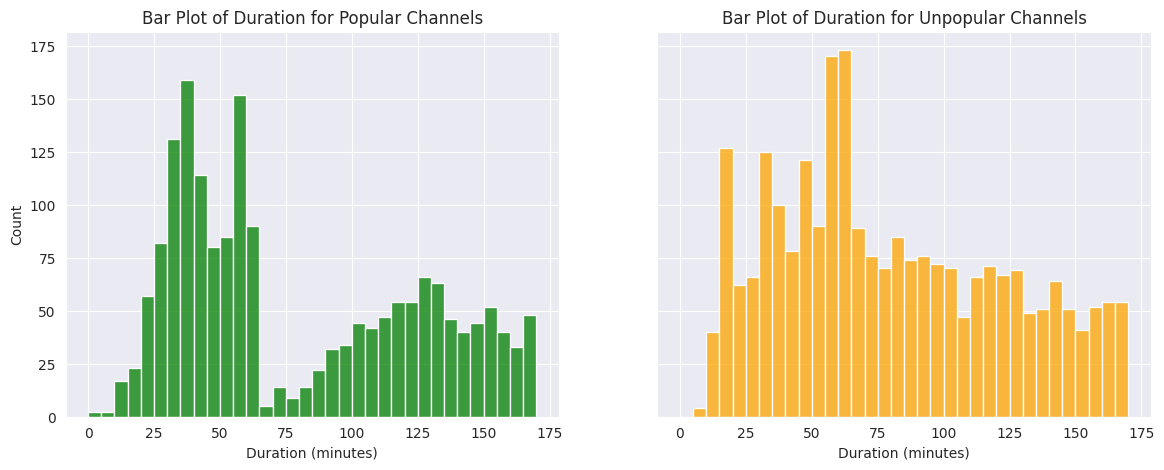 Bar Plot of Duration for Popular Channels
Bar Plot of Duration for Unpopular Channels
175
150
125
100
75
50
25
0
Count
0 25 50 75 100 125 150 175
0 25 50 75 100 125 150 175
Duration (minutes)
Duration (minutes)